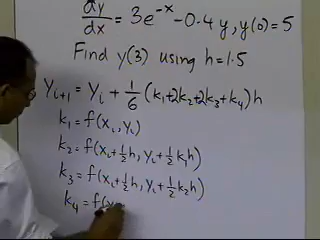 dy/dx = 3e^-x - 0.4y, y(0) = 5
Find y(3) using h=1.5
y_i+1 = y_i + 1/6 (k_1+2k_2+2k_3+k_4)h
k_1 = f(x_i, y_i)
k_2 = f(x_i+1/2h, y_i+1/2k_1h)
k_3 = f(x_i+1/2h, y_i+1/2k_2h)
k_4 = f(x